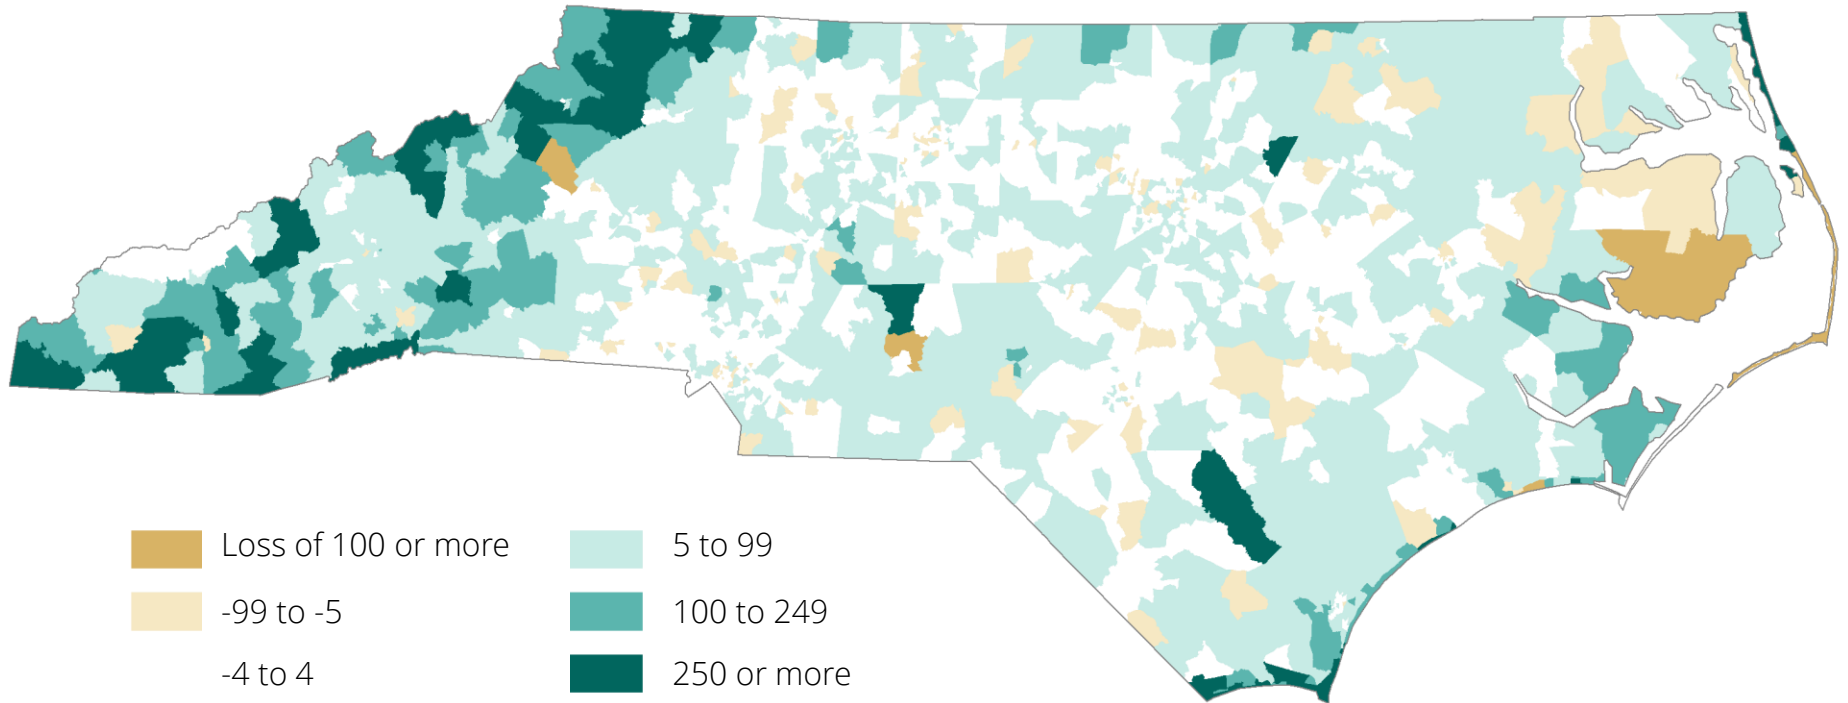 Loss of 100 or more
-99 to -5
-4 to 4
5 to 99
100 to 249
250 or more